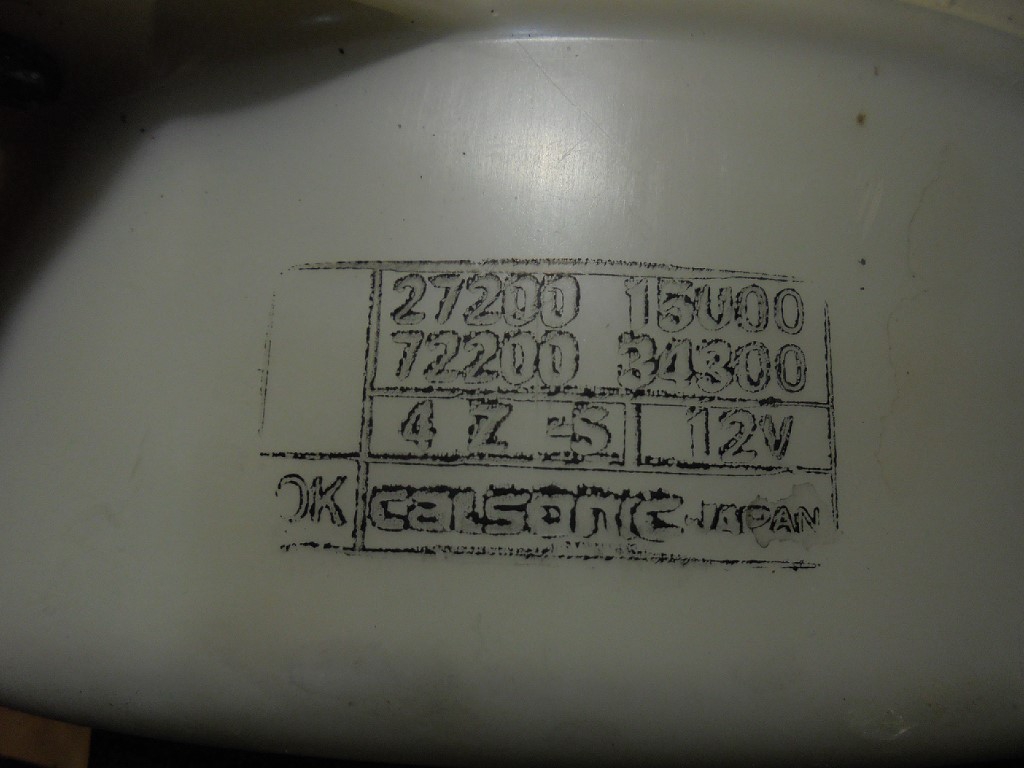 27200 15U00
72200 34300
4 Z -S 12V
OK calsonic JAPAN